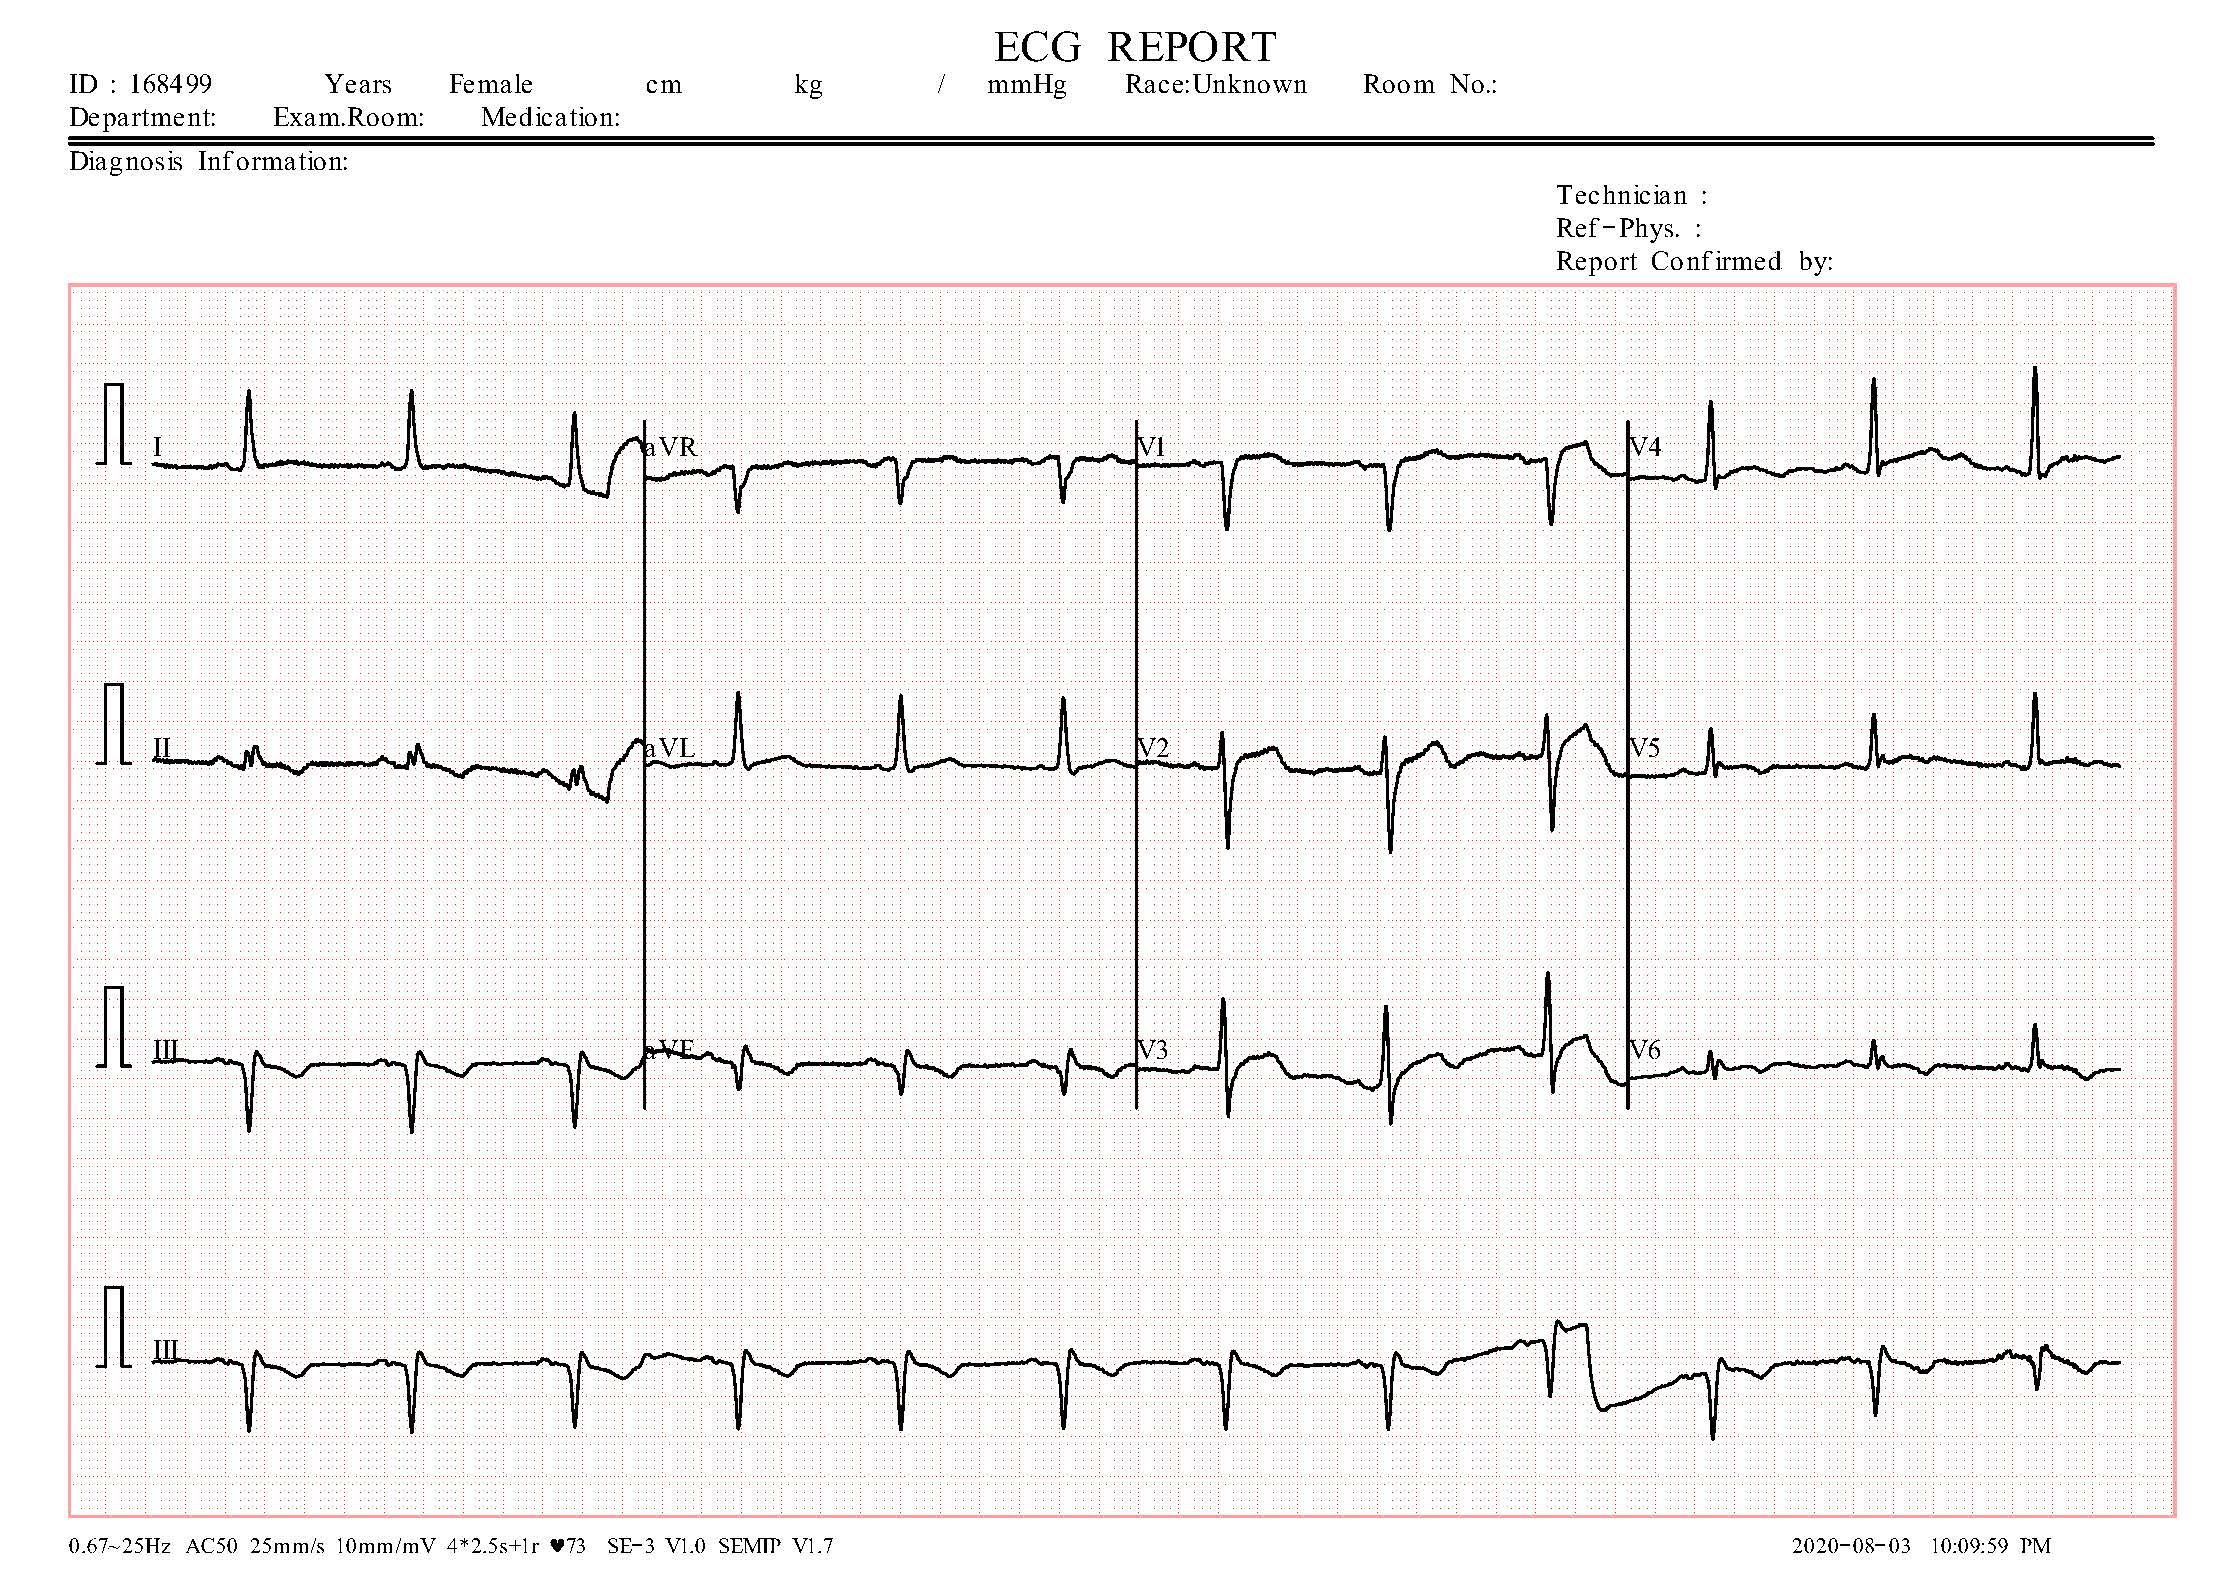 ECG REPORT
ID : 168499 Years Female cm kg / mmHg Race:Unknown Room No.:
Department: Exam.Room: Medication:
Diagnosis Information:
Technician :
Ref-Phys. :
Report Confirmed by:
I aVR V1 V4
II aVL V2 V5
III aVF V3 V6
III
0.67~25Hz AC50 25mm/s 10mm/mV 4*2.5s+1r ♥73 SE-3 V1.0 SEMIP V1.7 2020-08-03 10:09:59 PM